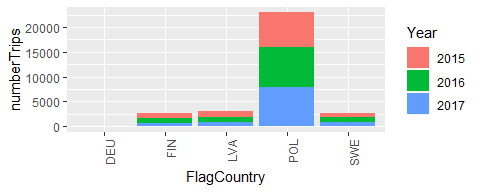 numberTrips
20000
15000
10000
5000
0
DEU
FIN
LVA
POL
SWE
FlagCountry
Year
2015
2016
2017